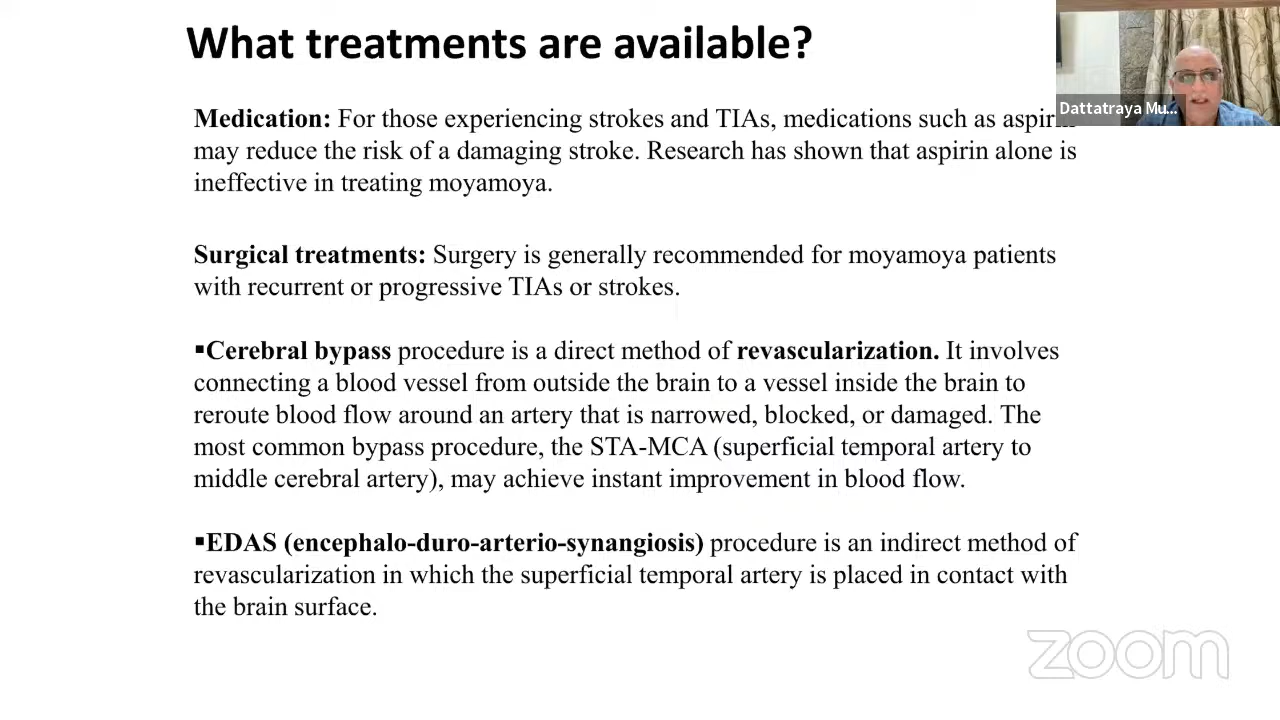 What treatments are available?
Dattatraya Mu...
Medication: For those experiencing strokes and TIAs, medications such as aspirin
may reduce the risk of a damaging stroke. Research has shown that aspirin alone is
ineffective in treating moyamoya.
Surgical treatments: Surgery is generally recommended for moyamoya patients
with recurrent or progressive TIAs or strokes.
▪Cerebral bypass procedure is a direct method of revascularization. It involves
connecting a blood vessel from outside the brain to a vessel inside the brain to
reroute blood flow around an artery that is narrowed, blocked, or damaged. The
most common bypass procedure, the STA-MCA (superficial temporal artery to
middle cerebral artery), may achieve instant improvement in blood flow.
▪EDAS (encephalo-duro-arterio-synangiosis) procedure is an indirect method of
revascularization in which the superficial temporal artery is placed in contact with
the brain surface.
zoom